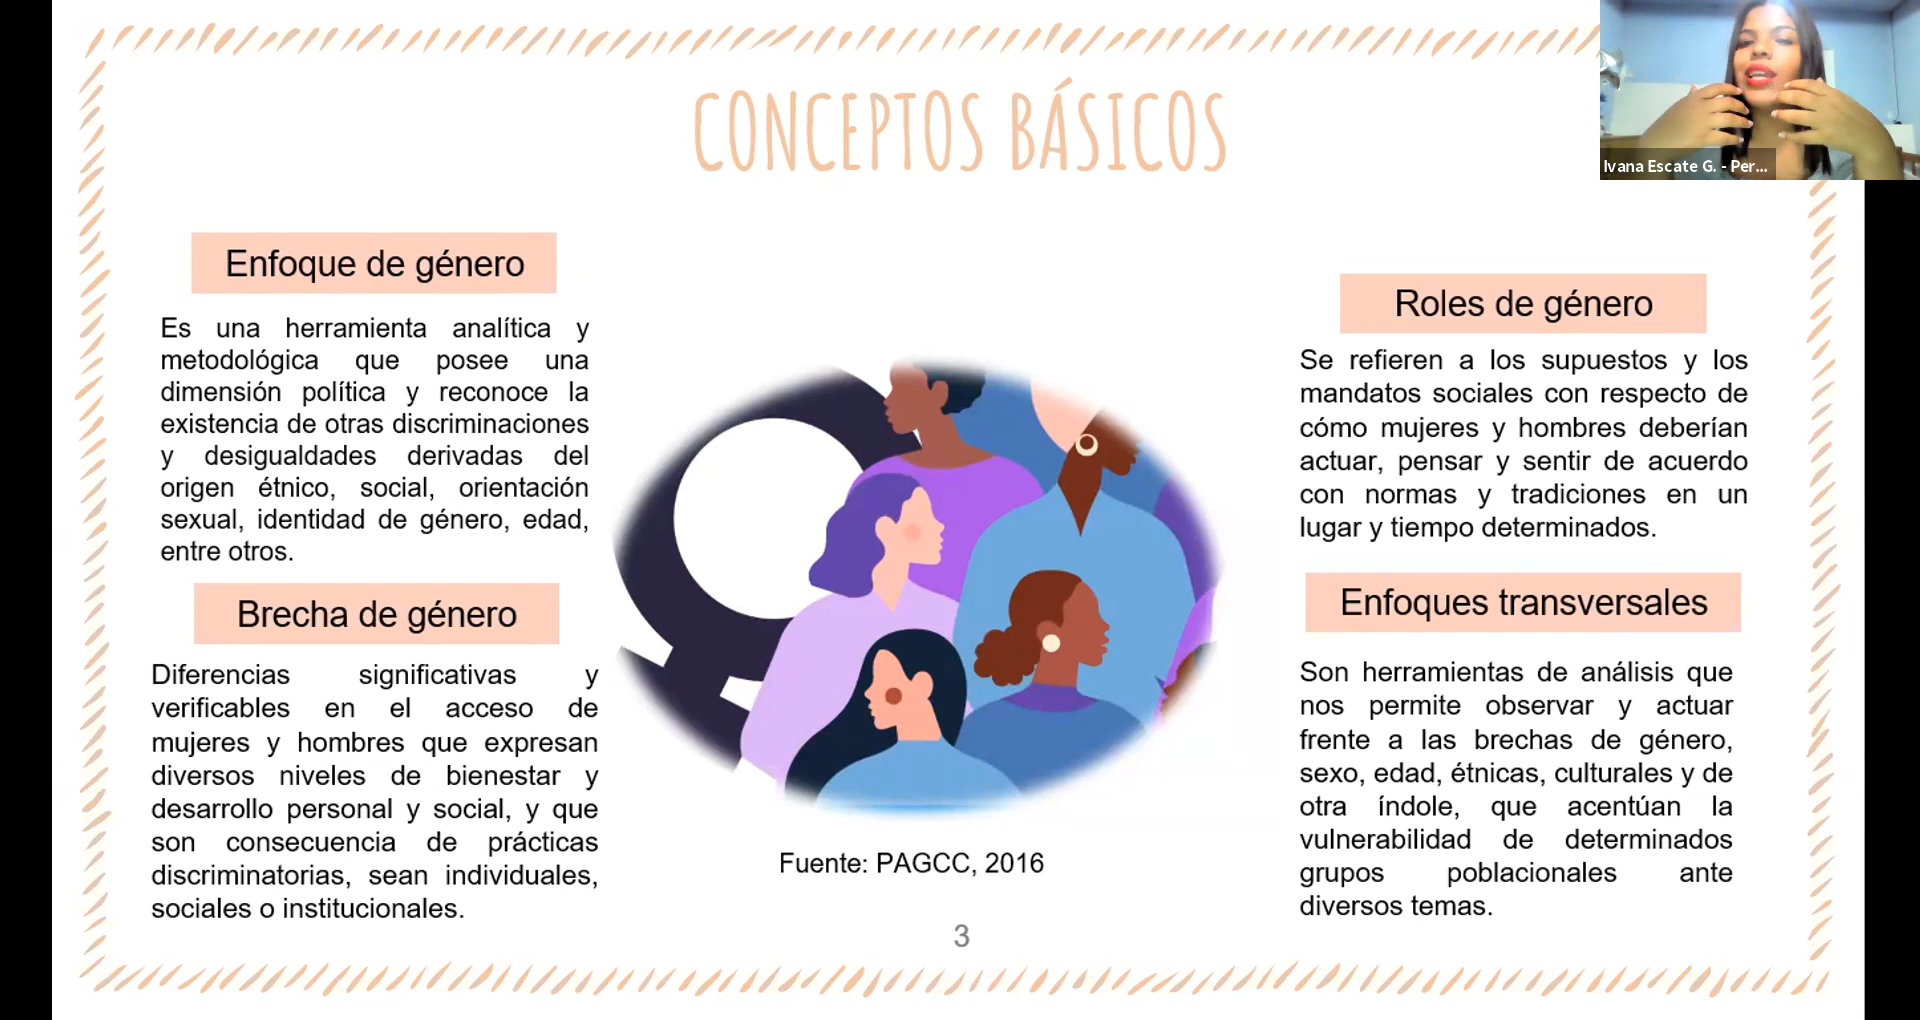 CONCEPTOS BÁSICOS
Ivana Escate G. - Per...
Enfoque de género
Es una herramienta analítica y
metodológica que posee una
dimensión política y reconoce la
existencia de otras discriminaciones
y desigualdades derivadas del
origen étnico, social, orientación
sexual, identidad de género, edad,
entre otros.
Brecha de género
Diferencias significativas y
verificables en el acceso de
mujeres y hombres que expresan
diversos niveles de bienestar y
desarrollo personal y social, y que
son consecuencia de prácticas
discriminatorias, sean individuales,
sociales o institucionales.
Fuente: PAGCC, 2016
3
Roles de género
Se refieren a los supuestos y los
mandatos sociales con respecto de
cómo mujeres y hombres deberían
actuar, pensar y sentir de acuerdo
con normas y tradiciones en un
lugar y tiempo determinados.
Enfoques transversales
Son herramientas de análisis que
nos permite observar y actuar
frente a las brechas de género,
sexo, edad, étnicas, culturales y de
otra índole, que acentúan la
vulnerabilidad de determinados
grupos poblacionales ante
diversos temas.